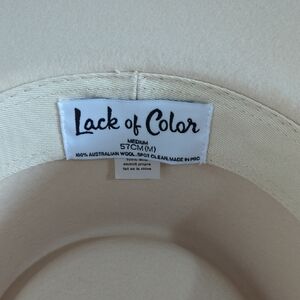 Lack of Color
MEDIUM
57CM (M)
100% AUSTRALIAN WOOL. SPOT CLEAN. MADE IN PRC